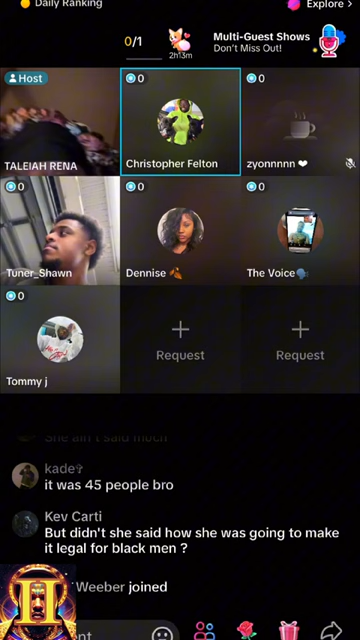 Daily Ranking
Explore >
0/1
2h13m
Multi-Guest Shows
Don't Miss Out!
Host
TALEIAH RENA
0
Christopher Felton
0
zyonnnnn ❤
0
Tuner_Shawn
0
Dennise 🍂
0
The Voice🗣
0
Tommy j
+
Request
+
Request
She ain't said much
kade✞
it was 45 people bro
Kev Carti
But didn't she said how she was going to make
it legal for black men ?
Weeber joined